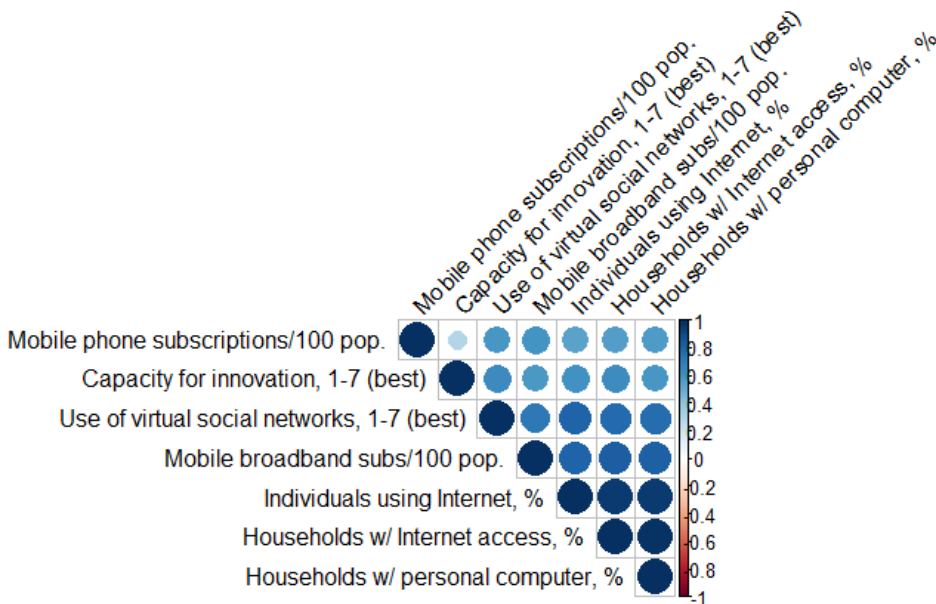 Mobile phone subscriptions/100 pop.
Capacity for innovation, 1-7 (best)
Use of virtual social networks, 1-7 (best)
Mobile broadband subs/100 pop.
Individuals using Internet, %
Households w/ Internet access, %
Households w/ personal computer, %
Mobile phone subscriptions/100 pop.
Capacity for innovation, 1-7 (best)
Use of virtual social networks, 1-7 (best)
Mobile broadband subs/100 pop.
Individuals using Internet, %
Households w/ Internet access, %
Households w/ personal computer, %
1
0.8
0.6
0.4
0.2
0
-0.2
-0.4
-0.6
-0.8
-1